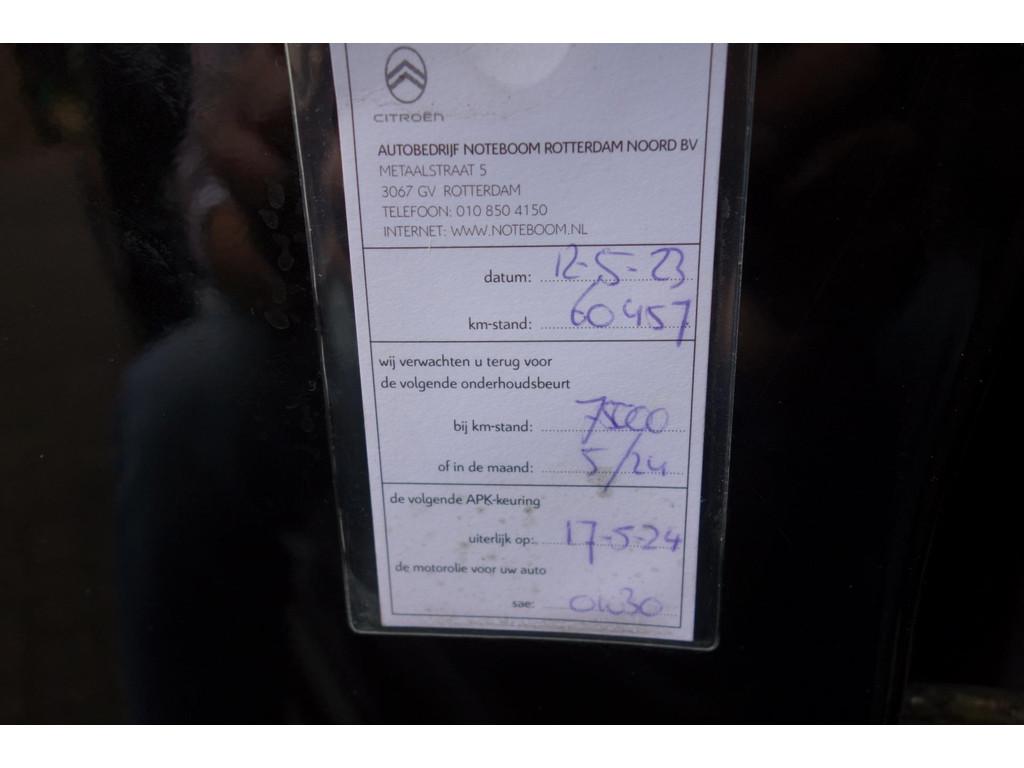 CITROËN
AUTOBEDRIJF NOTEBOOM ROTTERDAM NOORD BV
METAALSTRAAT 5
3067 GV ROTTERDAM
TELEFOON: 010 850 4150
INTERNET: WWW.NOTEBOOM.NL
datum: 12-5-23
km-stand: 60457
wij verwachten u terug voor
de volgende onderhoudsbeurt
bij km-stand: 75000
of in de maand: 5/24
de volgende APK-keuring
uiterlijk op: 17-5-24
de motorolie voor uw auto
sae: 0W30